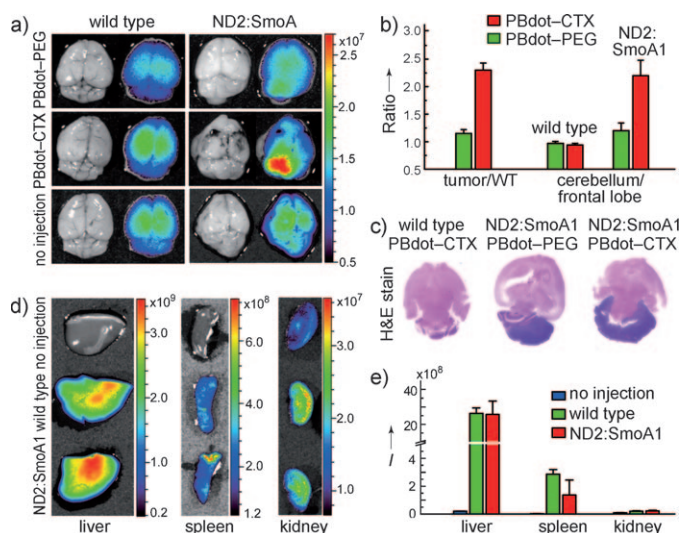 a)
wild type
ND2:SmoA
PBdot–PEG
PBdot–CTX
no injection
x10⁷
2.5
2.0
1.5
1.0
0.5
b)
PBdot–CTX
PBdot–PEG
ND2:
SmoA1
Ratio
3.0
2.5
2.0
1.5
1.0
0.5
wild type
tumor/WT
cerebellum/
frontal lobe
c)
wild type
PBdot–CTX
ND2:SmoA1
PBdot–PEG
ND2:SmoA1
PBdot–CTX
H&E stain
d)
no injection
wild type
ND2:SmoA1
x10⁹
3.0
2.0
1.0
0.2
x10⁸
6.0
4.0
2.0
1.2
x10⁷
3.0
2.0
1.0
liver
spleen
kidney
e)
x10⁸
no injection
wild type
ND2:SmoA1
I
20
4
2
0
liver
spleen
kidney